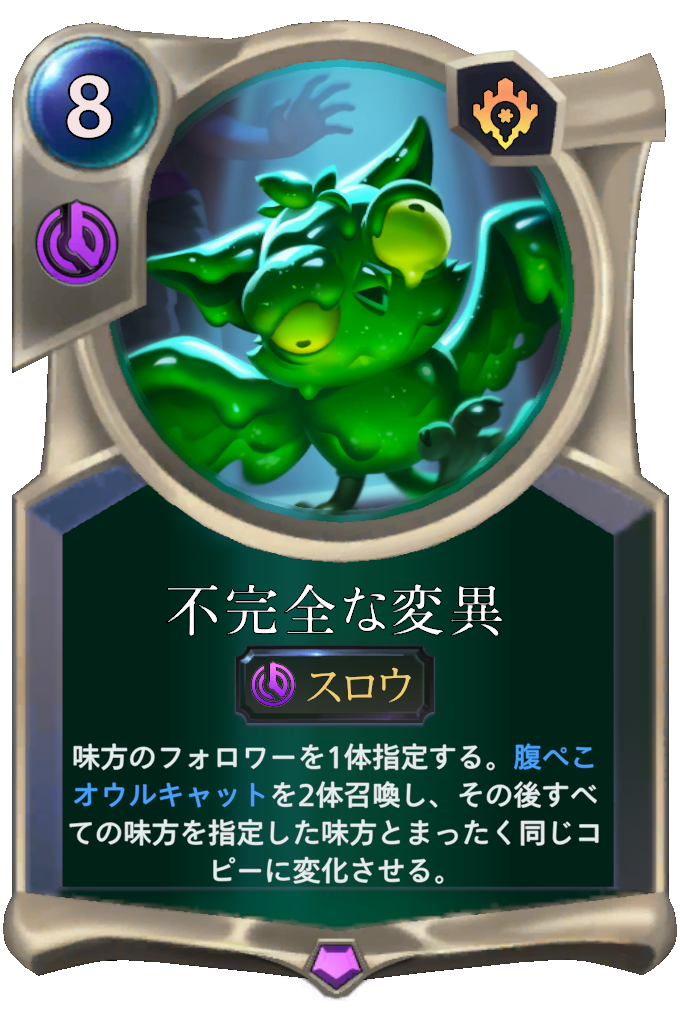 8
不完全な変異
スロウ
味方のフォロワーを1体指定する。腹ぺこ
オウルキャットを2体召喚し、その後すべ
ての味方を指定した味方とまったく同じコ
ピーに変化させる。